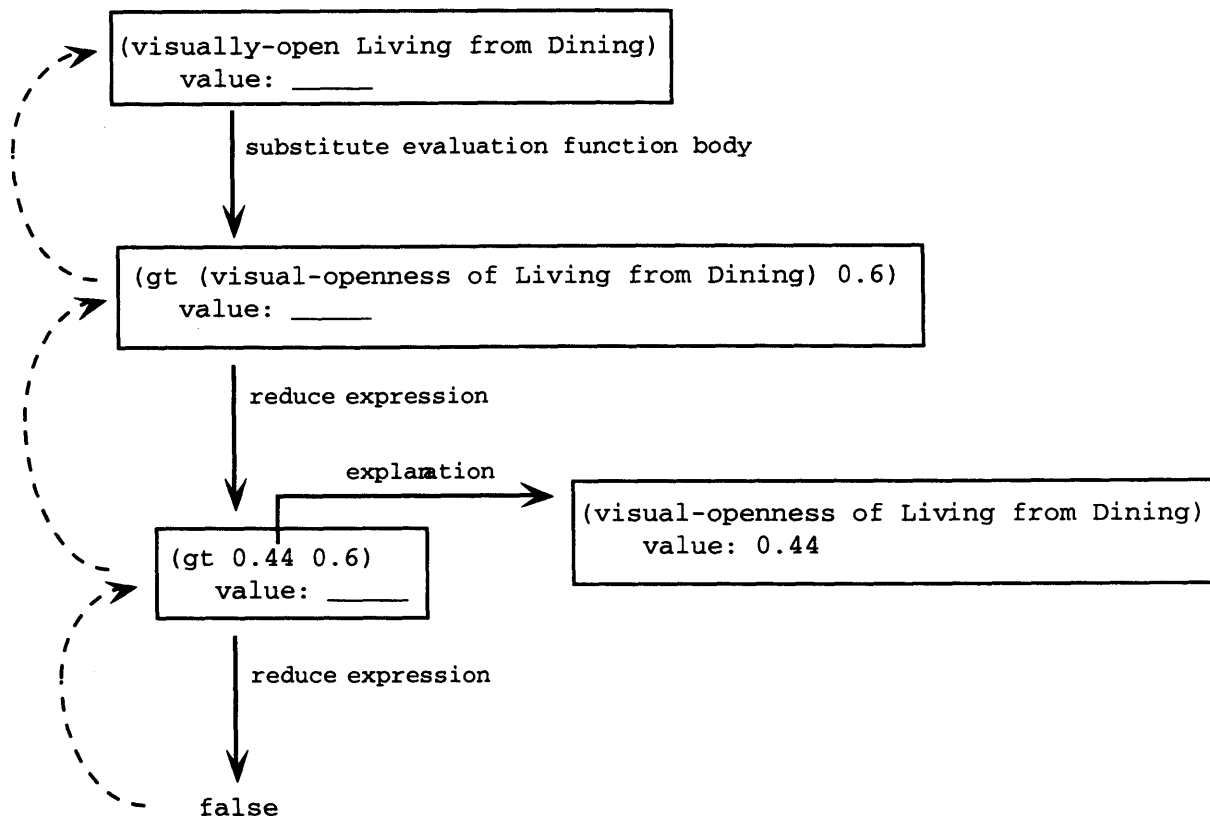 (visually-open Living from Dining)
value: _____
substitute evaluation function body
(gt (visual-openness of Living from Dining) 0.6)
value: _____
reduce expression
explanation
(visual-openness of Living from Dining)
value: 0.44
(gt 0.44 0.6)
value: _____
reduce expression
false